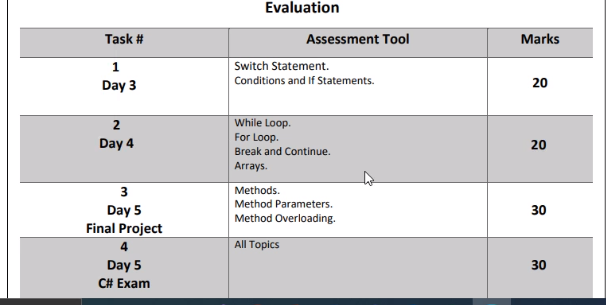 Evaluation
Task # Assessment Tool Marks
1
Day 3
Switch Statement.
Conditions and If Statements.
20
2
Day 4
While Loop.
For Loop.
Break and Continue.
Arrays.
20
3
Day 5
Final Project
Methods.
Method Parameters.
Method Overloading.
30
4
Day 5
C# Exam
All Topics
30